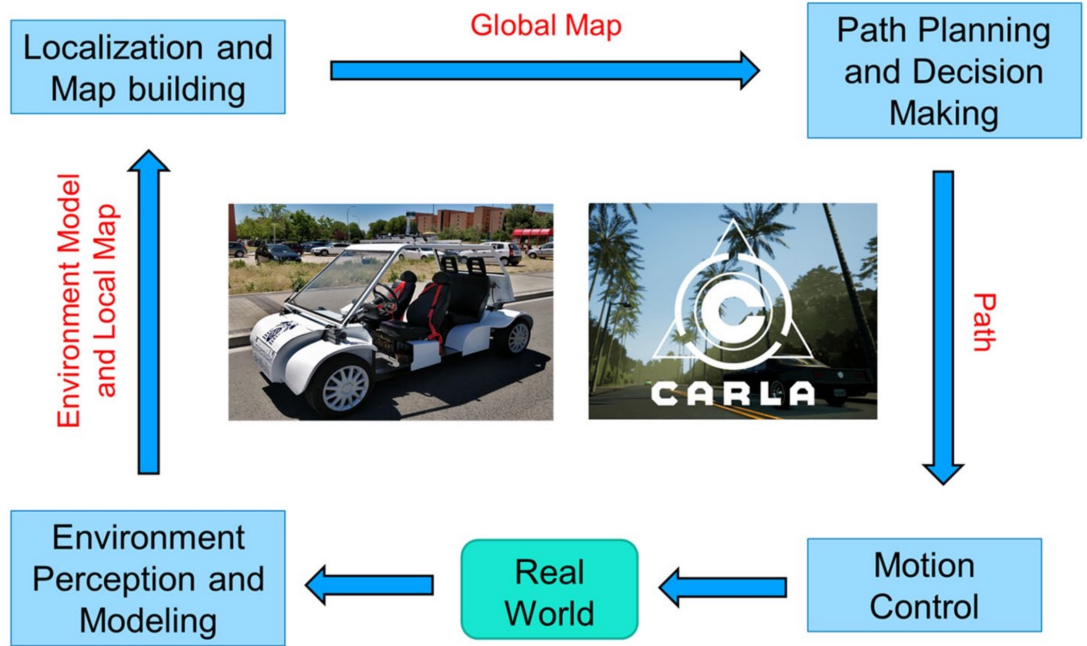 Global Map
Localization and
Map building
Path Planning
and Decision
Making
Environment Model
and Local Map
C
CARLA
Path
Environment
Perception and
Modeling
Real
World
Motion
Control